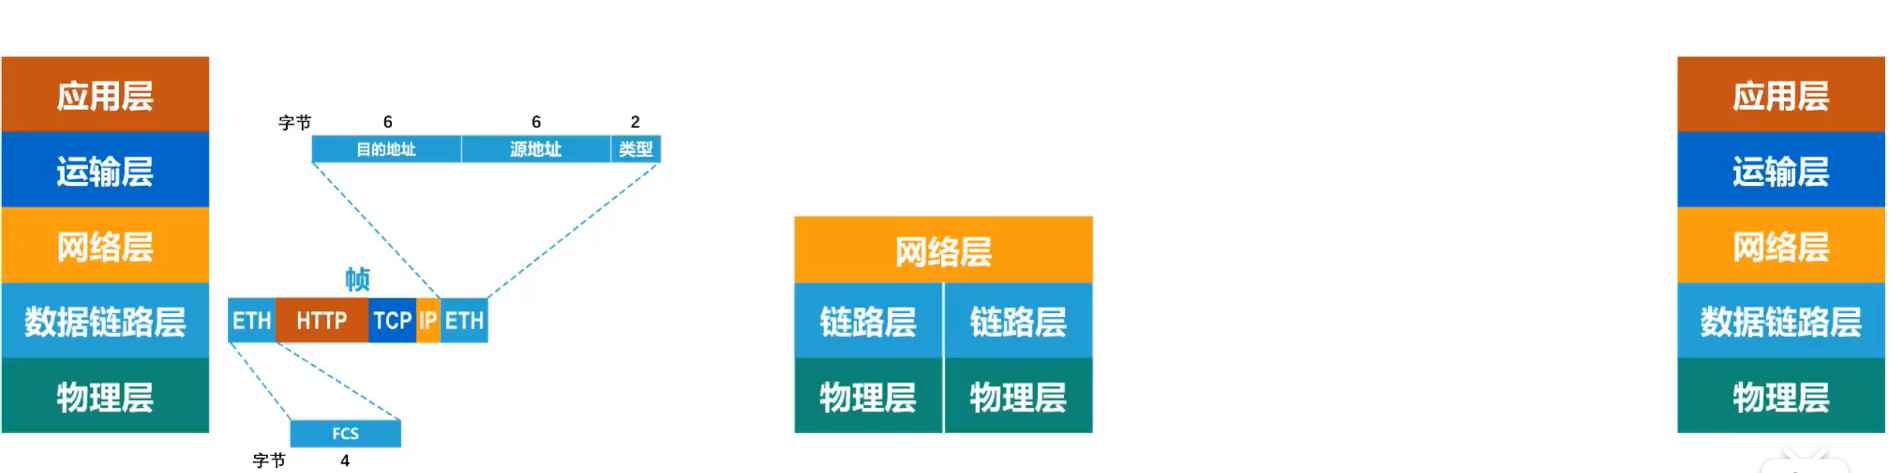 应用层
运输层
网络层
数据链路层
物理层
字节 6 6 2
目的地址 源地址 类型
帧
ETH HTTP TCP IP ETH
FCS
字节 4
网络层
链路层 链路层
物理层 物理层
应用层
运输层
网络层
数据链路层
物理层